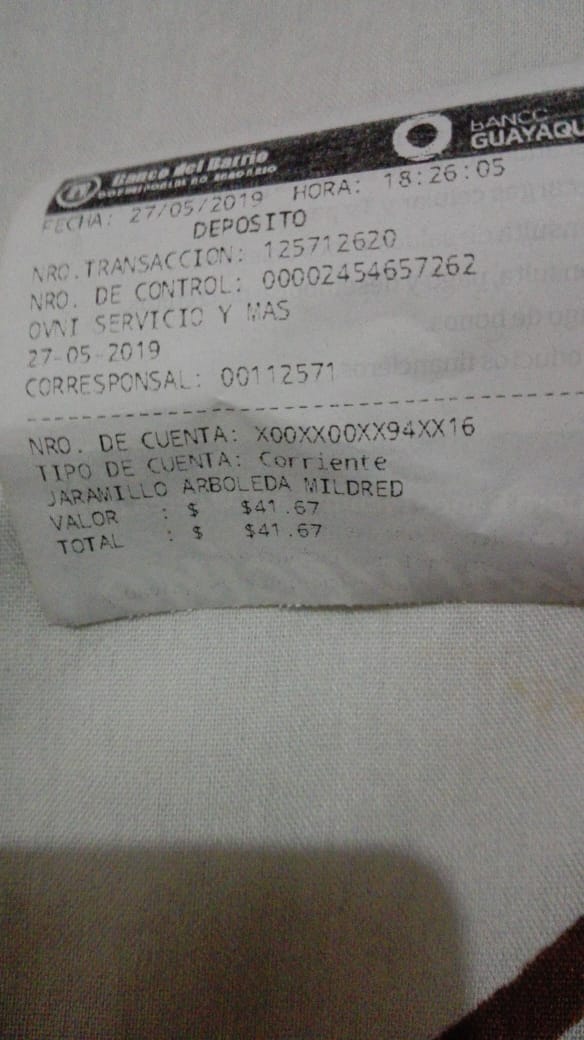 Banco del Barrio
BANCO
GUAYAQU
FECHA: 27/05/2019 HORA: 18:26:05
DEPOSITO
NRO.TRANSACCION: 125712620
NRO. DE CONTROL: 00002454657262
OVNI SERVICIO Y MAS
27-05-2019
CORRESPONSAL: 00112571
NRO. DE CUENTA: X00XX00XX94XX16
TIPO DE CUENTA: Corriente
JARAMILLO ARBOLEDA MILDRED
VALOR : $ $41.67
TOTAL : $ $41.67